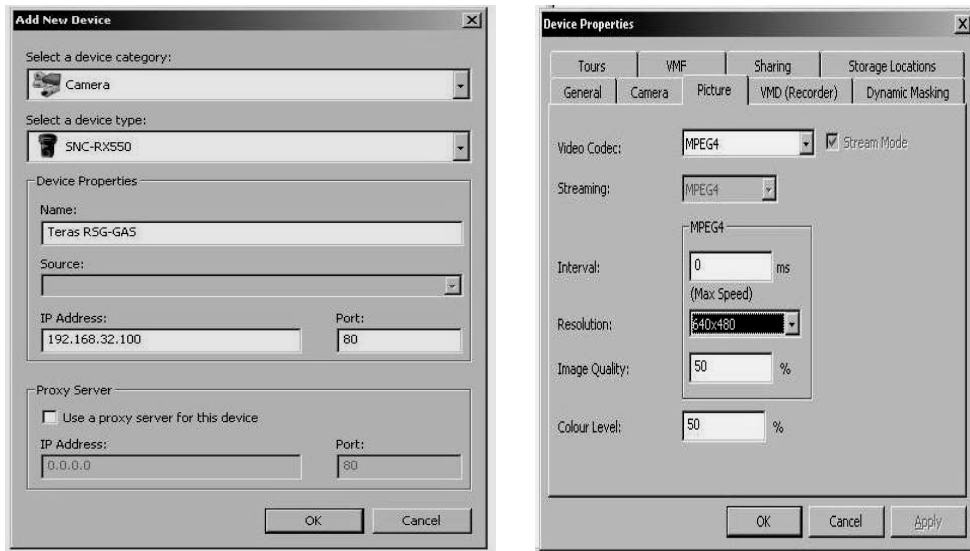 Add New Device
Select a device category:
Camera
Select a device type:
SNC-RX550
Device Properties
Name:
Teras RSG-GAS
Source:
IP Address:
Port:
192.168.32.100
80
Proxy Server
Use a proxy server for this device
IP Address:
Port:
0.0.0.0
80
OK
Cancel
Device Properties
Tours
VMF
Sharing
Storage Locations
General
Camera
Picture
VMD (Recorder)
Dynamic Masking
Video Codec:
MPEG4
Stream Mode
Streaming:
MPEG4
MPEG4
Interval:
0
ms
(Max Speed)
Resolution:
640x480
Image Quality:
50
%
Colour Level:
50
%
OK
Cancel
Apply